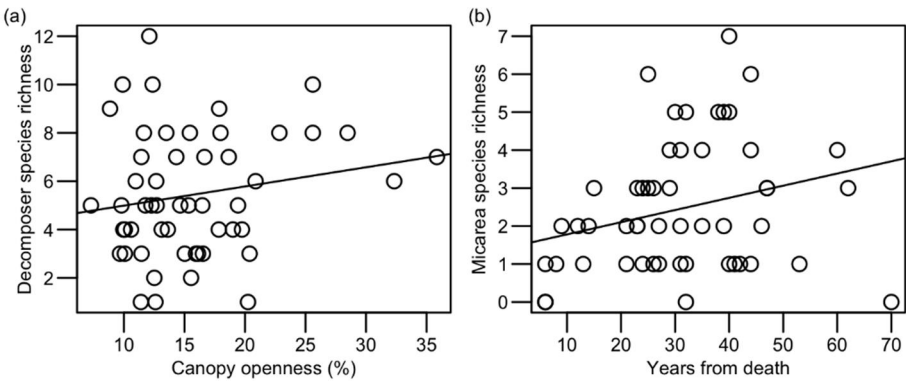 (a)
Decomposer species richness
12
10
8
6
4
2
10 15 20 25 30 35
Canopy openness (%)
(b)
Micarea species richness
7
6
5
4
3
2
1
0
10 20 30 40 50 60 70
Years from death